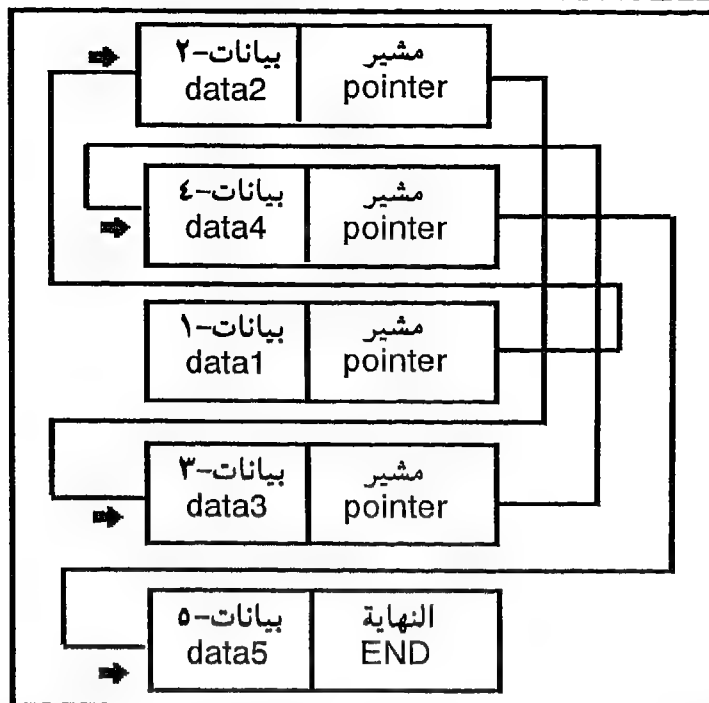 بيانات-٢
data2
مشير
pointer
بيانات-٤
data4
مشير
pointer
بيانات-١
data1
مشير
pointer
بيانات-٣
data3
مشير
pointer
بيانات-٥
data5
النهاية
END